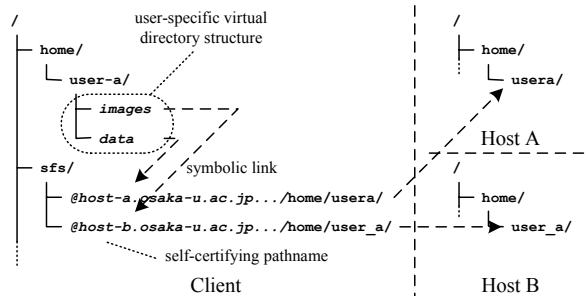 /
home/
user-a/
images
data
sfs/
@host-a.osaka-u.ac.jp.../home/usera/
@host-b.osaka-u.ac.jp.../home/user_a/
user-specific virtual
directory structure
symbolic link
self-certifying pathname
Client
/
home/
usera/
Host A
/
home/
user_a/
Host B